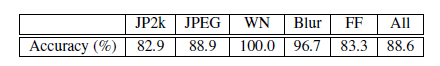 JP2k JPEG WN Blur FF All
Accuracy (%) 82.9 88.9 100.0 96.7 83.3 88.6